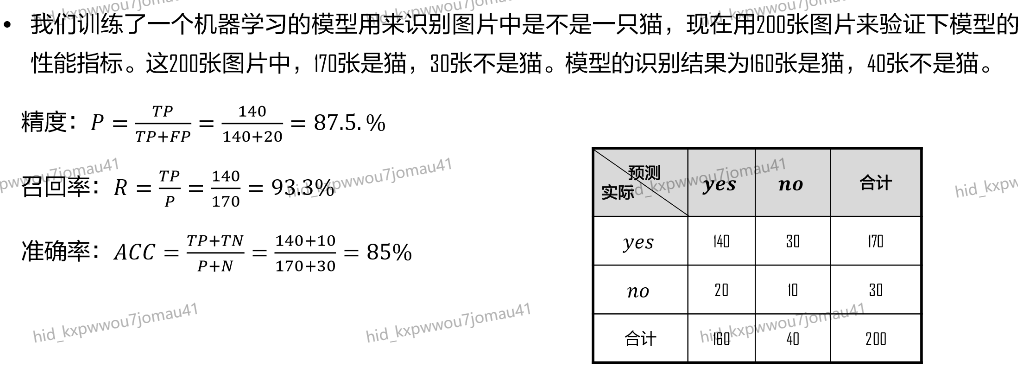 • 我们训练了一个机器学习的模型用来识别图片中是不是一只猫，现在用200张图片来验证下模型的
性能指标。这200张图片中，170张是猫，30张不是猫。模型的识别结果为160张是猫，40张不是猫。
精度：P = TP/(TP+FP) = 140/(140+20) = 87.5.%
召回率：R = TP/P = 140/170 = 93.3%
准确率：ACC = (TP+TN)/(P+N) = (140+10)/(170+30) = 85%
预测 实际 yes no 合计
yes 140 30 170
no 20 10 30
合计 160 40 200
hid_kxpwwou7jomau41
hid_kxpwwou7jomau41
hid_kxpwwou7jomau41
hid_kxpw
hid_kxpwwou7jomau41
hid_kxpwwou7jomau41
hid_kxpwwou7jomau41